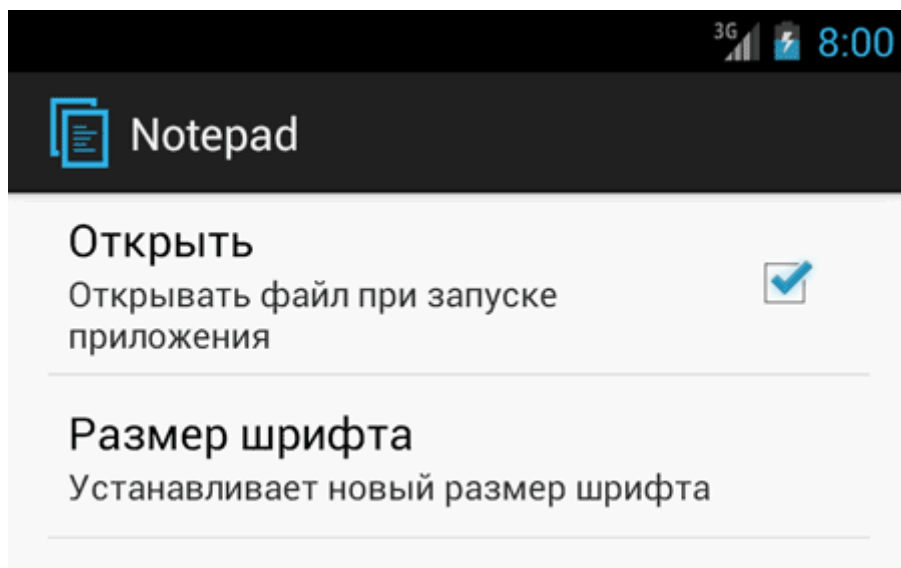 3G 8:00
Notepad
Открыть
Открывать файл при запуске
приложения
Размер шрифта
Устанавливает новый размер шрифта